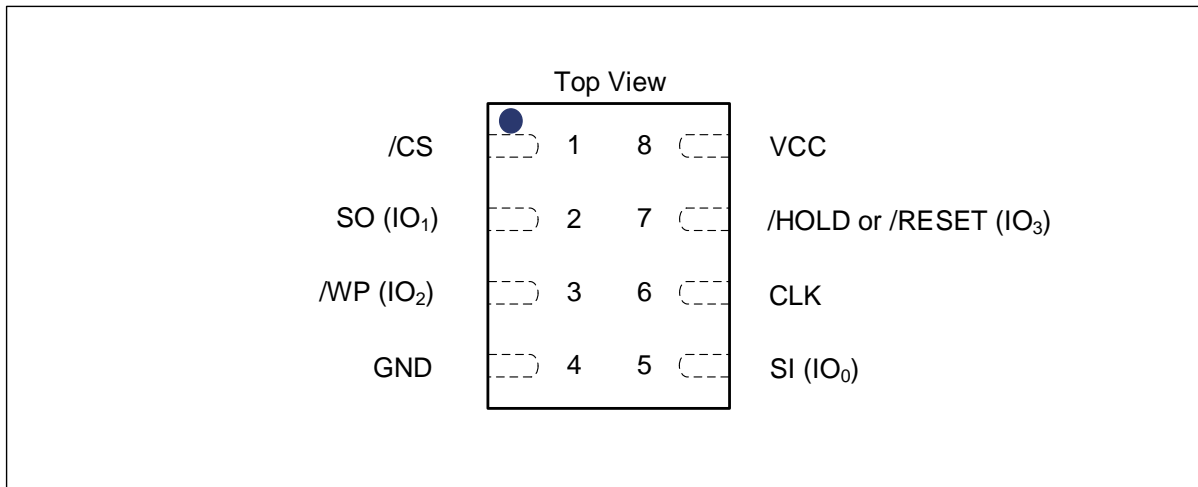 Top View
/CS 1 8 VCC
SO (IO₁) 2 7 /HOLD or /RESET (IO₃)
/WP (IO₂) 3 6 CLK
GND 4 5 SI (IO₀)